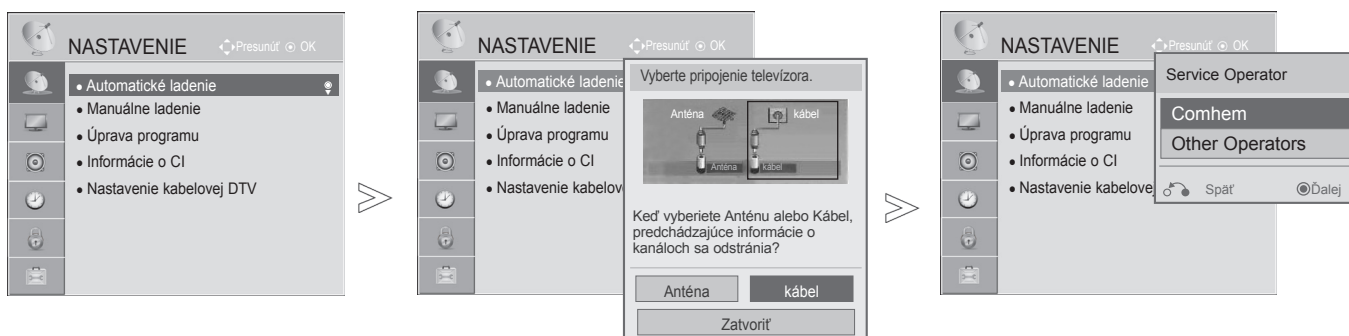 NASTAVENIE
Presunúť ⊙ OK
● Automatické ladenie
● Manuálne ladenie
● Úprava programu
● Informácie o CI
● Nastavenie kabelovej DTV
NASTAVENIE
Presunúť ⊙ OK
● Automatické ladenie
● Manuálne ladenie
● Úprava programu
● Informácie o CI
● Nastavenie kabelov
Vyberte pripojenie televízora.
Anténa
kábel
Anténa
kábel
Keď vyberiete Anténu alebo Kábel,
predchádzajúce informácie o
kanáloch sa odstránia?
Anténa
kábel
Zatvoriť
NASTAVENIE
Presunúť ⊙ OK
● Automatické ladenie
● Manuálne ladenie
● Úprava programu
● Informácie o CI
● Nastavenie kabelove
Service Operator
Comhem
Other Operators
Späť
◉Ďalej